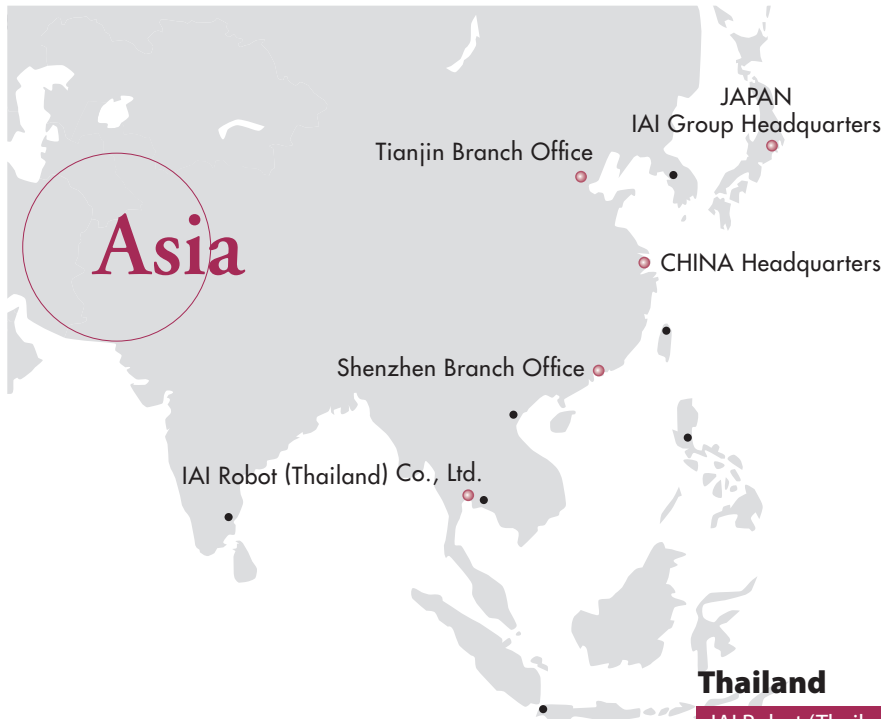 JAPAN
IAI Group Headquarters
Tianjin Branch Office
Asia
CHINA Headquarters
Shenzhen Branch Office
IAI Robot (Thailand) Co., Ltd.
Thailand